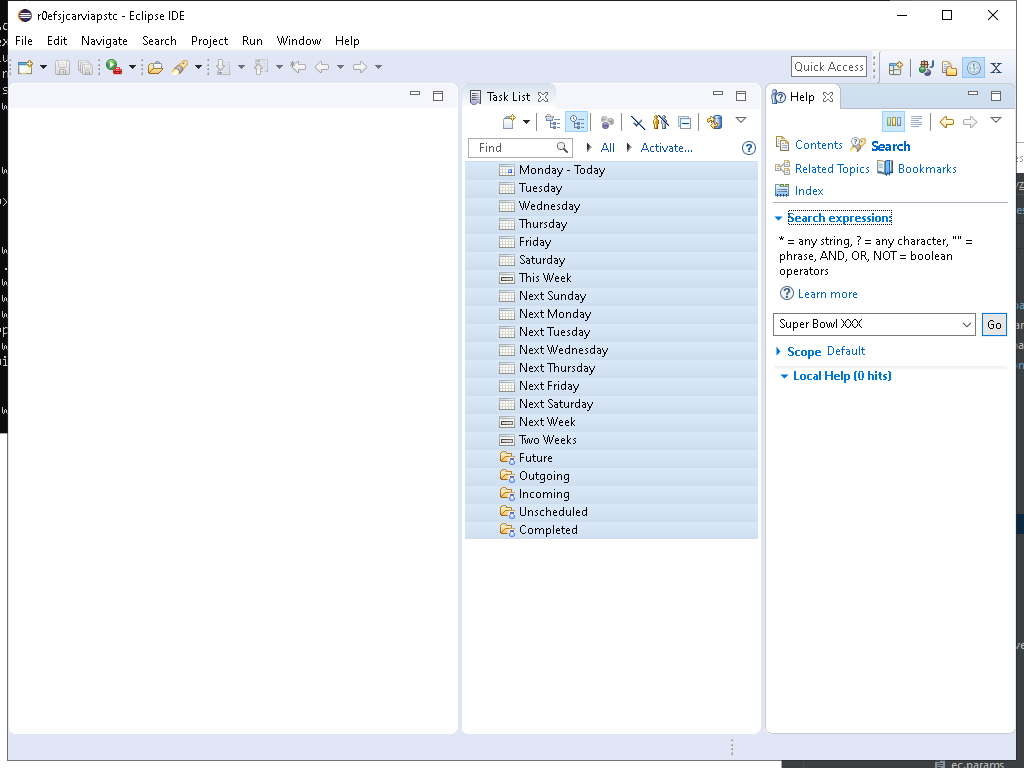 r0efsjcarviapstc - Eclipse IDE
File Edit Navigate Search Project Run Window Help
Quick Access
Task List
Help
Find
All
Activate...
Contents
Search
Related Topics
Bookmarks
Index
Monday - Today
Tuesday
Wednesday
Thursday
Friday
Saturday
This Week
Next Sunday
Next Monday
Next Tuesday
Next Wednesday
Next Thursday
Next Friday
Next Saturday
Next Week
Two Weeks
Future
Outgoing
Incoming
Unscheduled
Completed
Search expression:
* = any string, ? = any character, "" =
phrase, AND, OR, NOT = boolean
operators
Learn more
Super Bowl XXX
Go
Scope Default
Local Help (0 hits)
ec.params